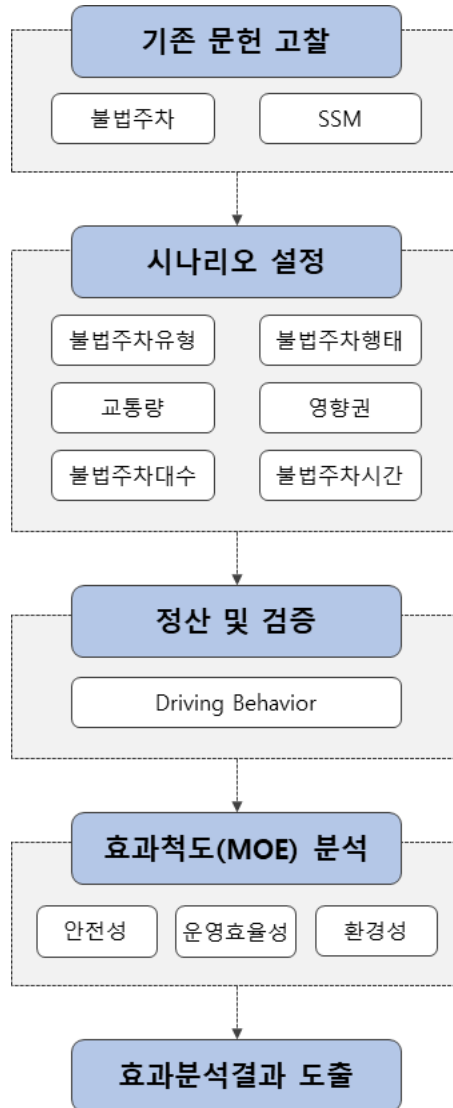 기존 문헌 고찰
불법주차 SSM
시나리오 설정
불법주차유형 불법주차행태
교통량 영향권
불법주차대수 불법주차시간
정산 및 검증
Driving Behavior
효과척도(MOE) 분석
안전성 운영효율성 환경성
효과분석결과 도출